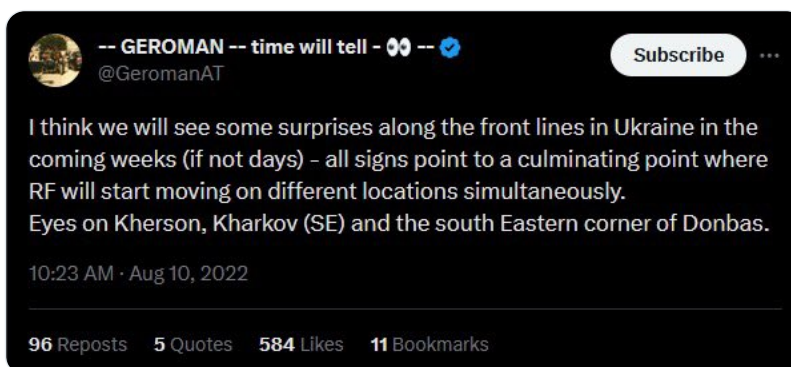 -- GEROMAN -- time will tell - 👀 --
@GeromanAT
Subscribe
I think we will see some surprises along the front lines in Ukraine in the
coming weeks (if not days) - all signs point to a culminating point where
RF will start moving on different locations simultaneously.
Eyes on Kherson, Kharkov (SE) and the south Eastern corner of Donbas.
10:23 AM · Aug 10, 2022
96 Reposts 5 Quotes 584 Likes 11 Bookmarks